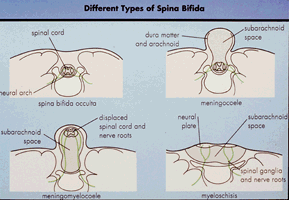 Different Types of Spina Bifida
spinal cord
neural arch
spina bifida occulta
dura matter
and arachnoid
subarachnoid
space
meningocoele
subarachnoid
space
displaced
spinal cord and
nerve roots
meningomyelocoele
neural
plate
subarachnoid
space
spinal ganglia
and nerve roots
myeloschisis